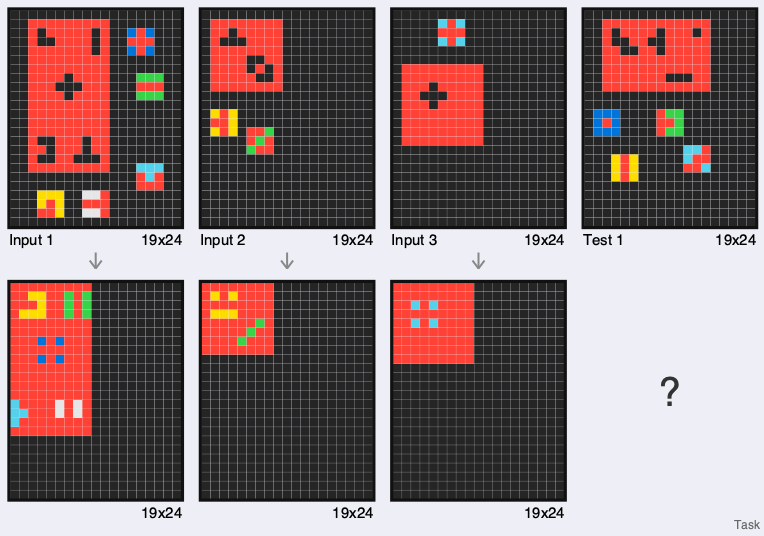 Input 1 19x24
Input 2 19x24
Input 3 19x24
Test 1 19x24
?
19x24
19x24
19x24
Task